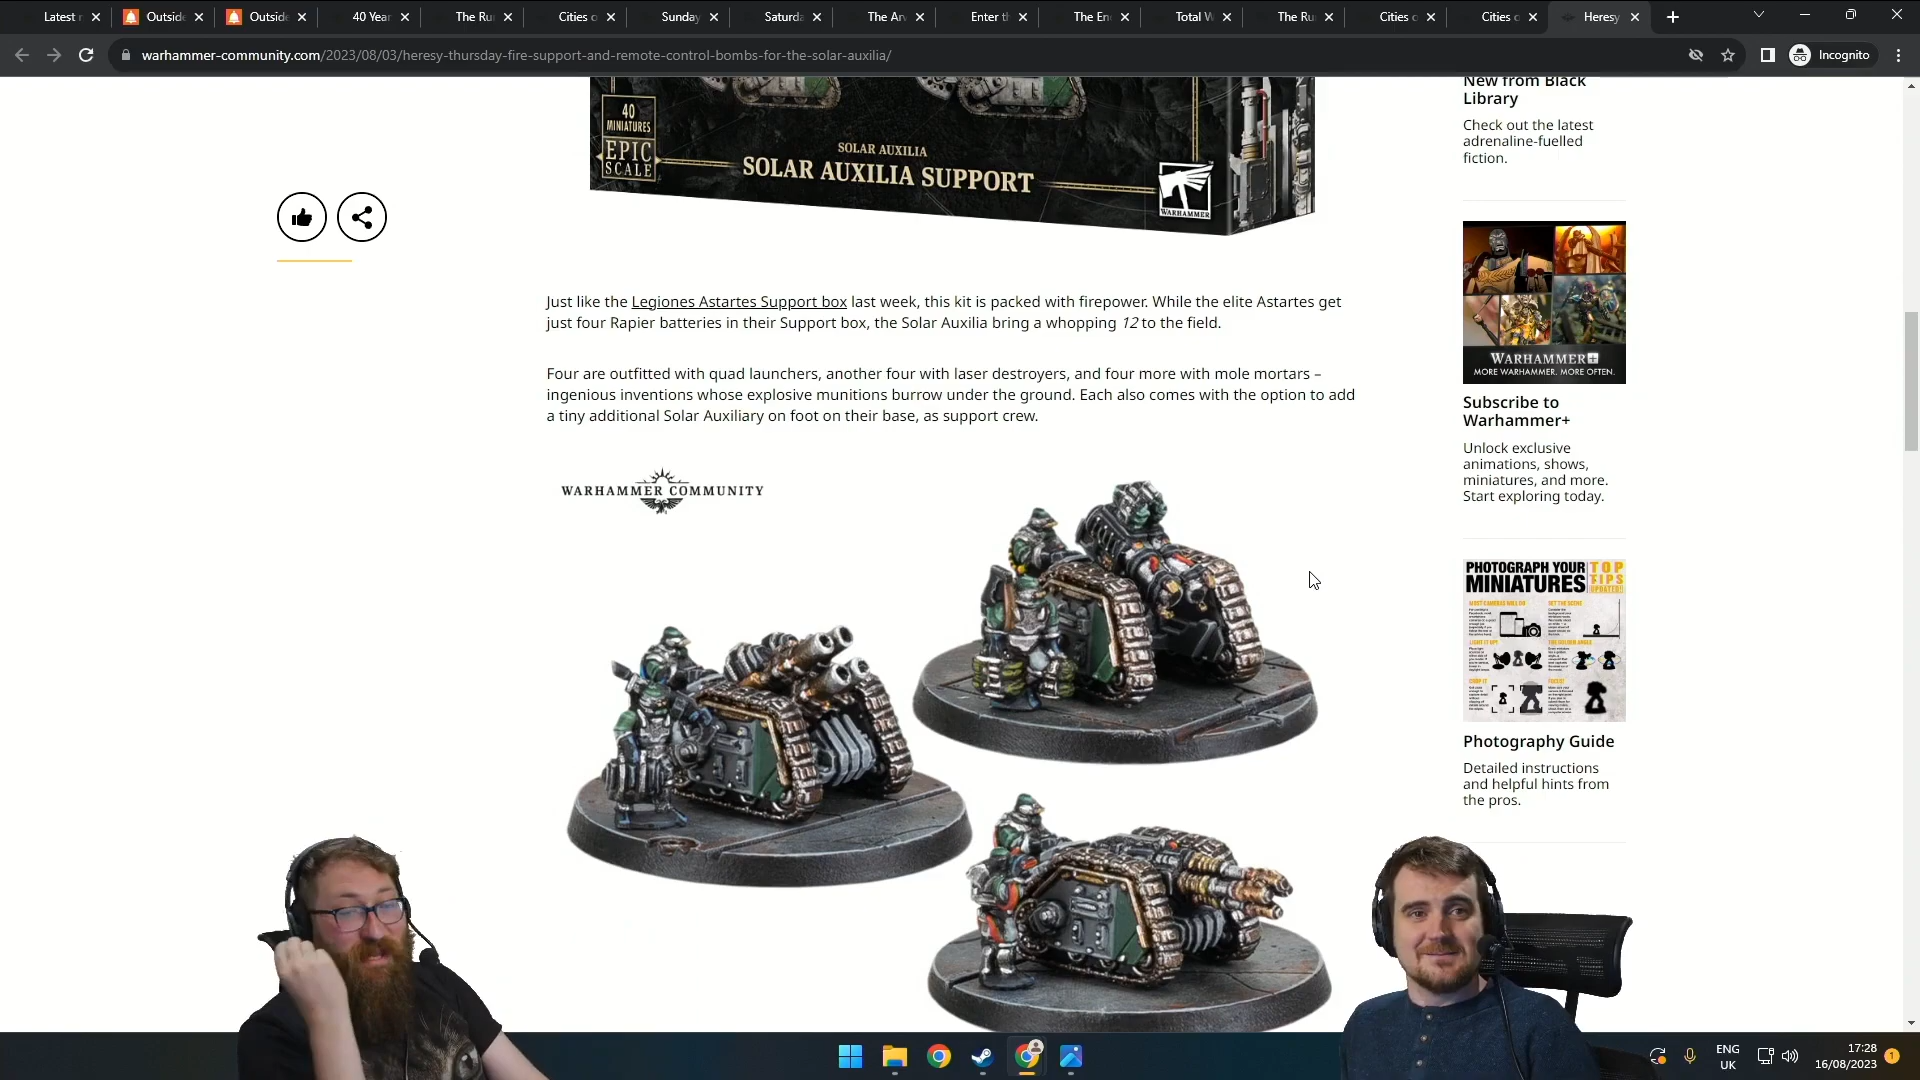 Latest r
Outside
Outside
40 Year
The Ru
Cities o
Sunday
Saturda
The An
Enter th
The En
Total W
The Ru
Cities o
Cities o
Heresy
warhammer-community.com/2023/08/03/heresy-thursday-fire-support-and-remote-control-bombs-for-the-solar-auxilia/
Incognito
40
MINIATURES
EPIC
SCALE
SOLAR AUXILIA
SOLAR AUXILIA SUPPORT
WARHAMMER
Just like the Legiones Astartes Support box last week, this kit is packed with firepower. While the elite Astartes get
just four Rapier batteries in their Support box, the Solar Auxilia bring a whopping 12 to the field.
Four are outfitted with quad launchers, another four with laser destroyers, and four more with mole mortars –
ingenious inventions whose explosive munitions burrow under the ground. Each also comes with the option to add
a tiny additional Solar Auxiliary on foot on their base, as support crew.
WARHAMMER COMMUNITY
New from Black
Library
Check out the latest
adrenaline-fuelled
fiction.
WARHAMMER+
MORE WARHAMMER. MORE OFTEN.
Subscribe to
Warhammer+
Unlock exclusive
animations, shows,
miniatures, and more.
Start exploring today.
PHOTOGRAPH YOUR
MINIATURES
TOP
TIPS
UPDATED!
Photography Guide
Detailed instructions
and helpful hints from
the pros.
ENG
UK
17:28
16/08/2023
1